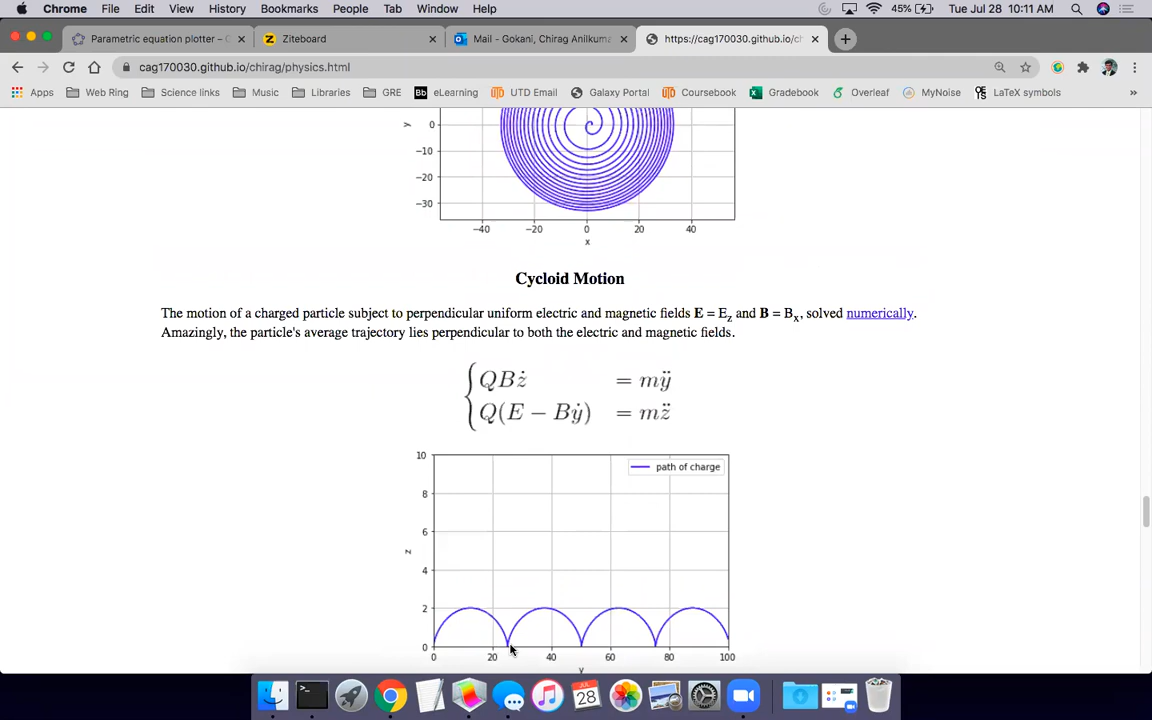 Chrome File Edit View History Bookmarks People Tab Window Help 45% Tue Jul 28 10:11 AM
Parametric equation plotter – Ziteboard Mail - Gokani, Chirag Anilkuma https://cag170030.github.io/ch
cag170030.github.io/chirag/physics.html
Apps Web Ring Science links Music Libraries GRE Bb eLearning UTD Email Galaxy Portal Coursebook Gradebook Overleaf MyNoise LaTeX symbols »
y 0
−10
−20
−30
−40 −20 0 20 40
x
Cycloid Motion
The motion of a charged particle subject to perpendicular uniform electric and magnetic fields E = E_z and B = B_x, solved numerically.
Amazingly, the particle's average trajectory lies perpendicular to both the electric and magnetic fields.
QBż = mÿ
Q(E − Bẏ) = mz̈
10
path of charge
8
6
z
4
2
0
0 20 40 60 80 100
y
JUL
28